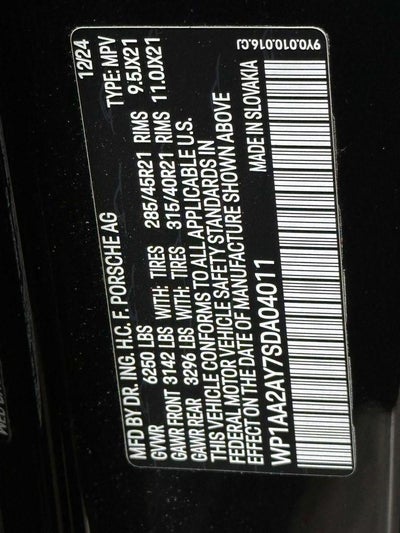 MFD BY DR. ING. H.C. F. PORSCHE AG 12/24
GVWR 6250 LBS TYPE: MPV
GAWR FRONT 3142 LBS WITH: TIRES 285/45R21 RIMS 9.5JX21
GAWR REAR 3296 LBS WITH: TIRES 315/40R21 RIMS 11.0JX21
THIS VEHICLE CONFORMS TO ALL APPLICABLE U.S.
FEDERAL MOTOR VEHICLE SAFETY STANDARDS IN
EFFECT ON THE DATE OF MANUFACTURE SHOWN ABOVE
WP1AA2AY7SDA04011 MADE IN SLOVAKIA
9Y0.010.016.CJ